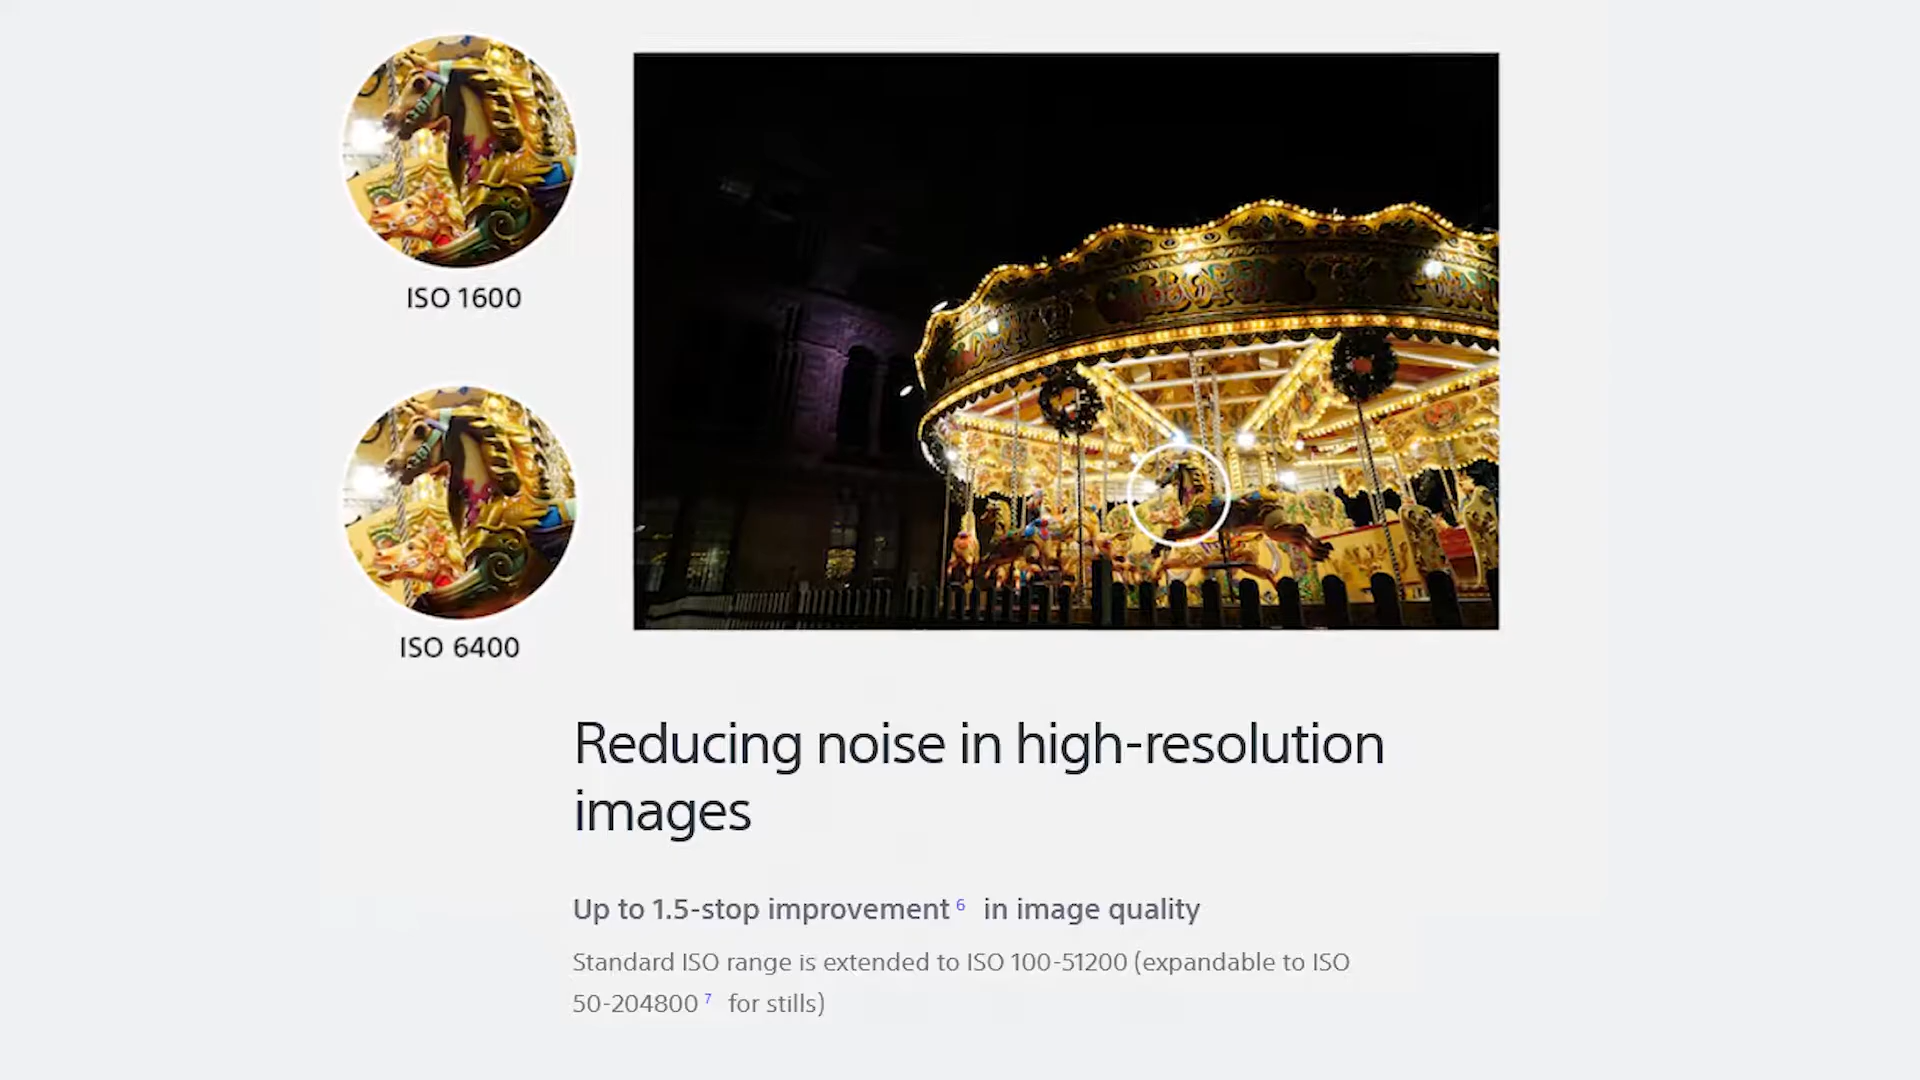 ISO 1600
ISO 6400
Reducing noise in high-resolution
images
Up to 1.5-stop improvement 6 in image quality
Standard ISO range is extended to ISO 100-51200 (expandable to ISO
50-204800 7 for stills)